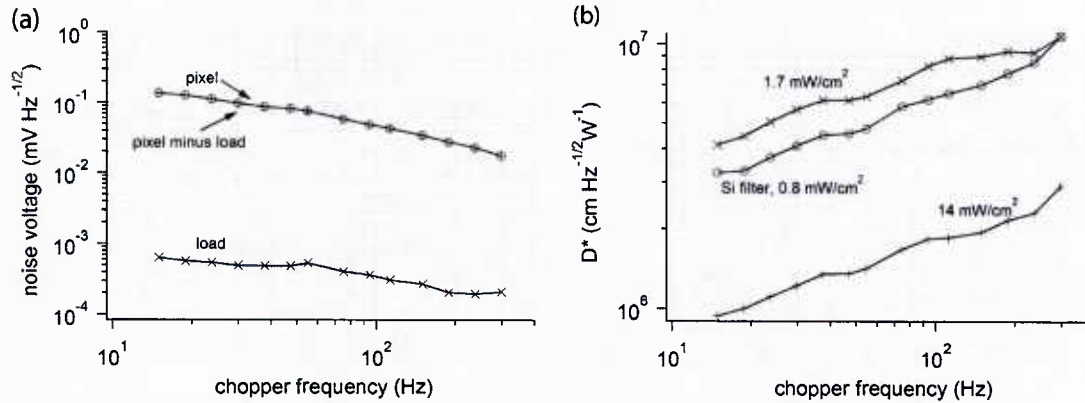 (a)
10^0
10^-1
10^-2
10^-3
10^-4
noise voltage (mV Hz^-1/2)
pixel
pixel minus load
load
10^1
10^2
chopper frequency (Hz)
(b)
10^7
10^6
D* (cm Hz^-1/2 W^-1)
1.7 mW/cm^2
Si filter, 0.8 mW/cm^2
14 mW/cm^2
10^1
10^2
chopper frequency (Hz)